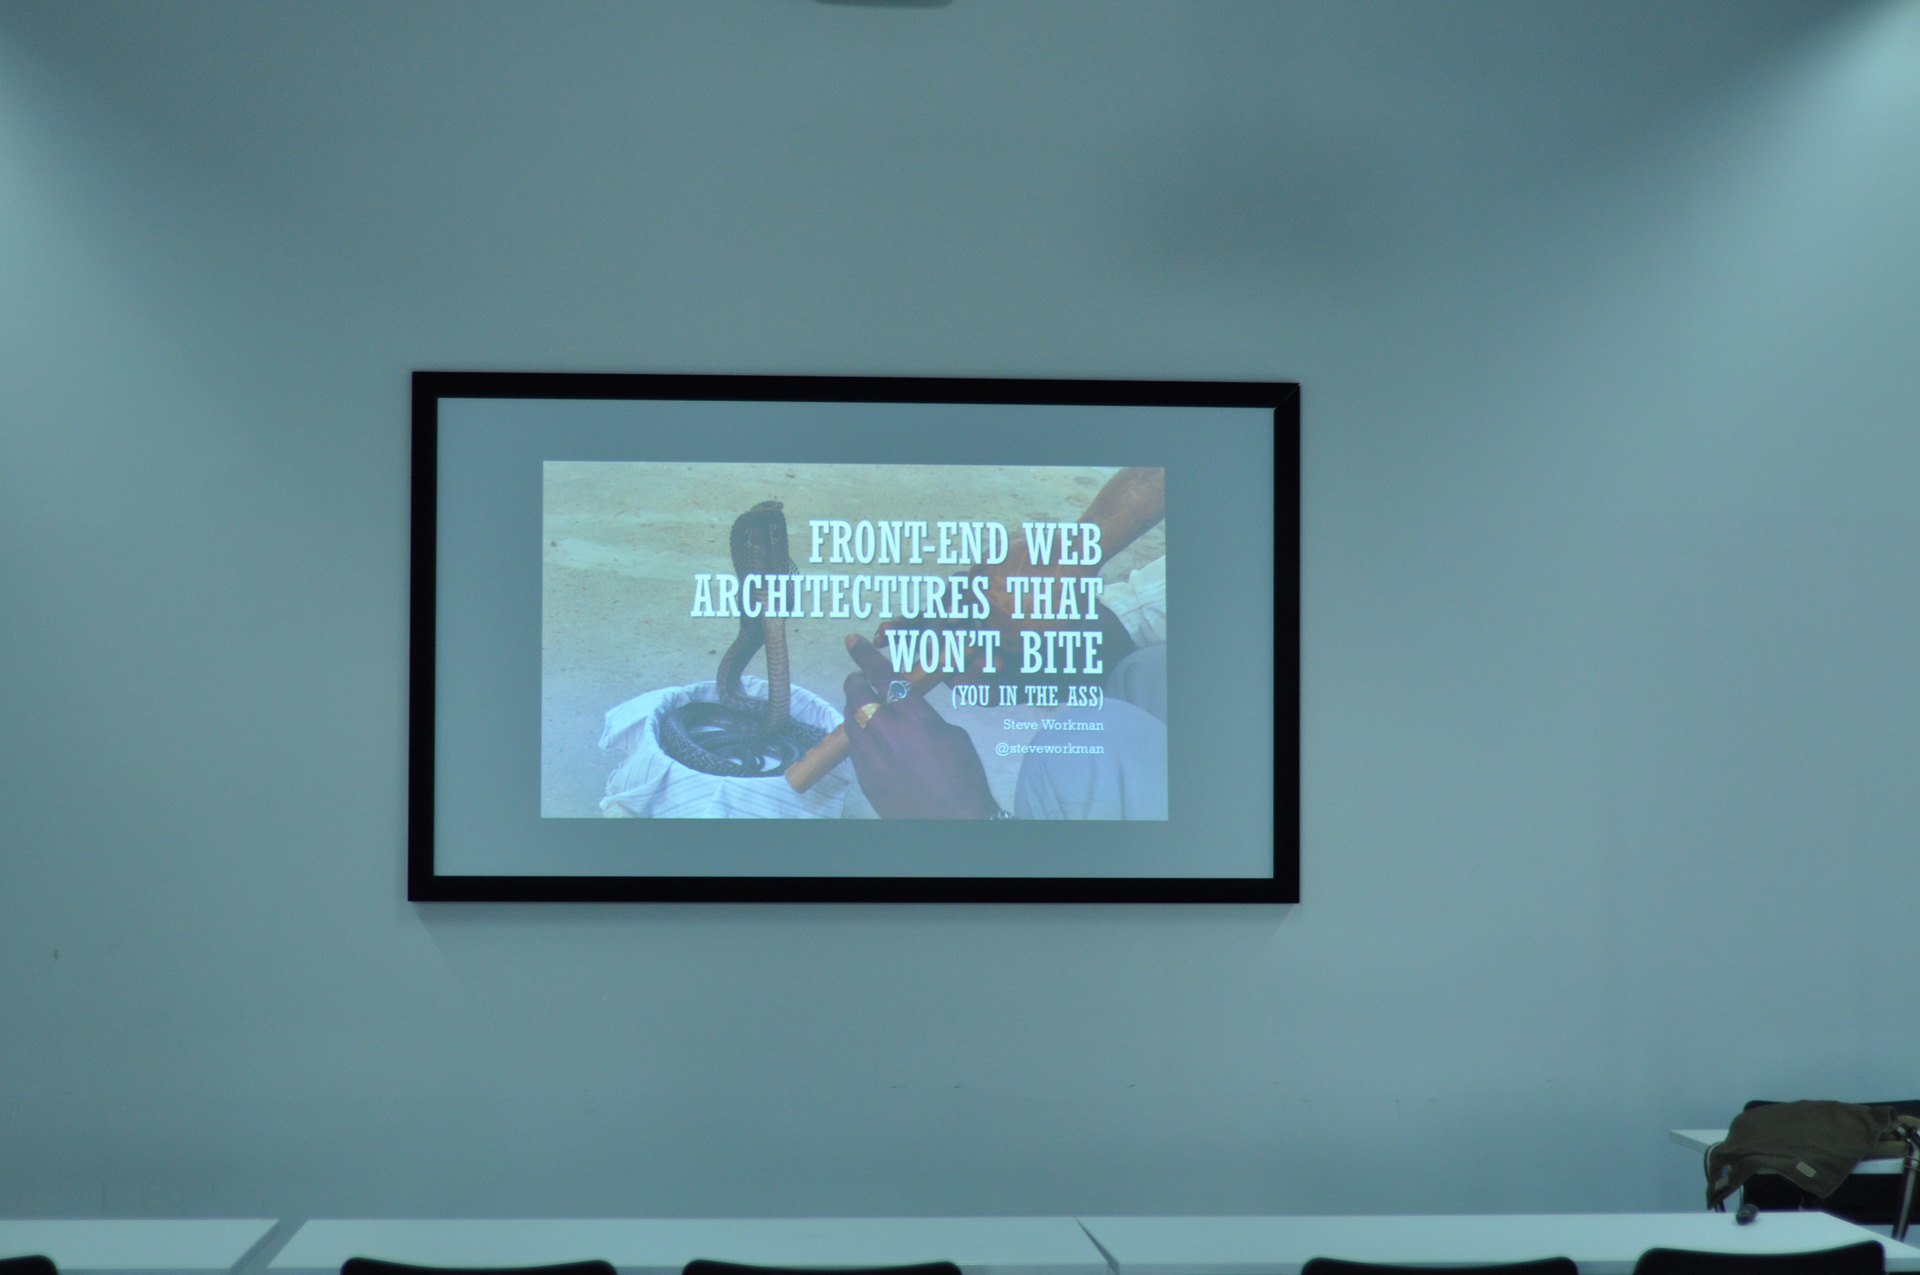 FRONT-END WEB
ARCHITECTURES THAT
WON'T BITE
(YOU IN THE ASS)
Steve Workman
@steveworkman